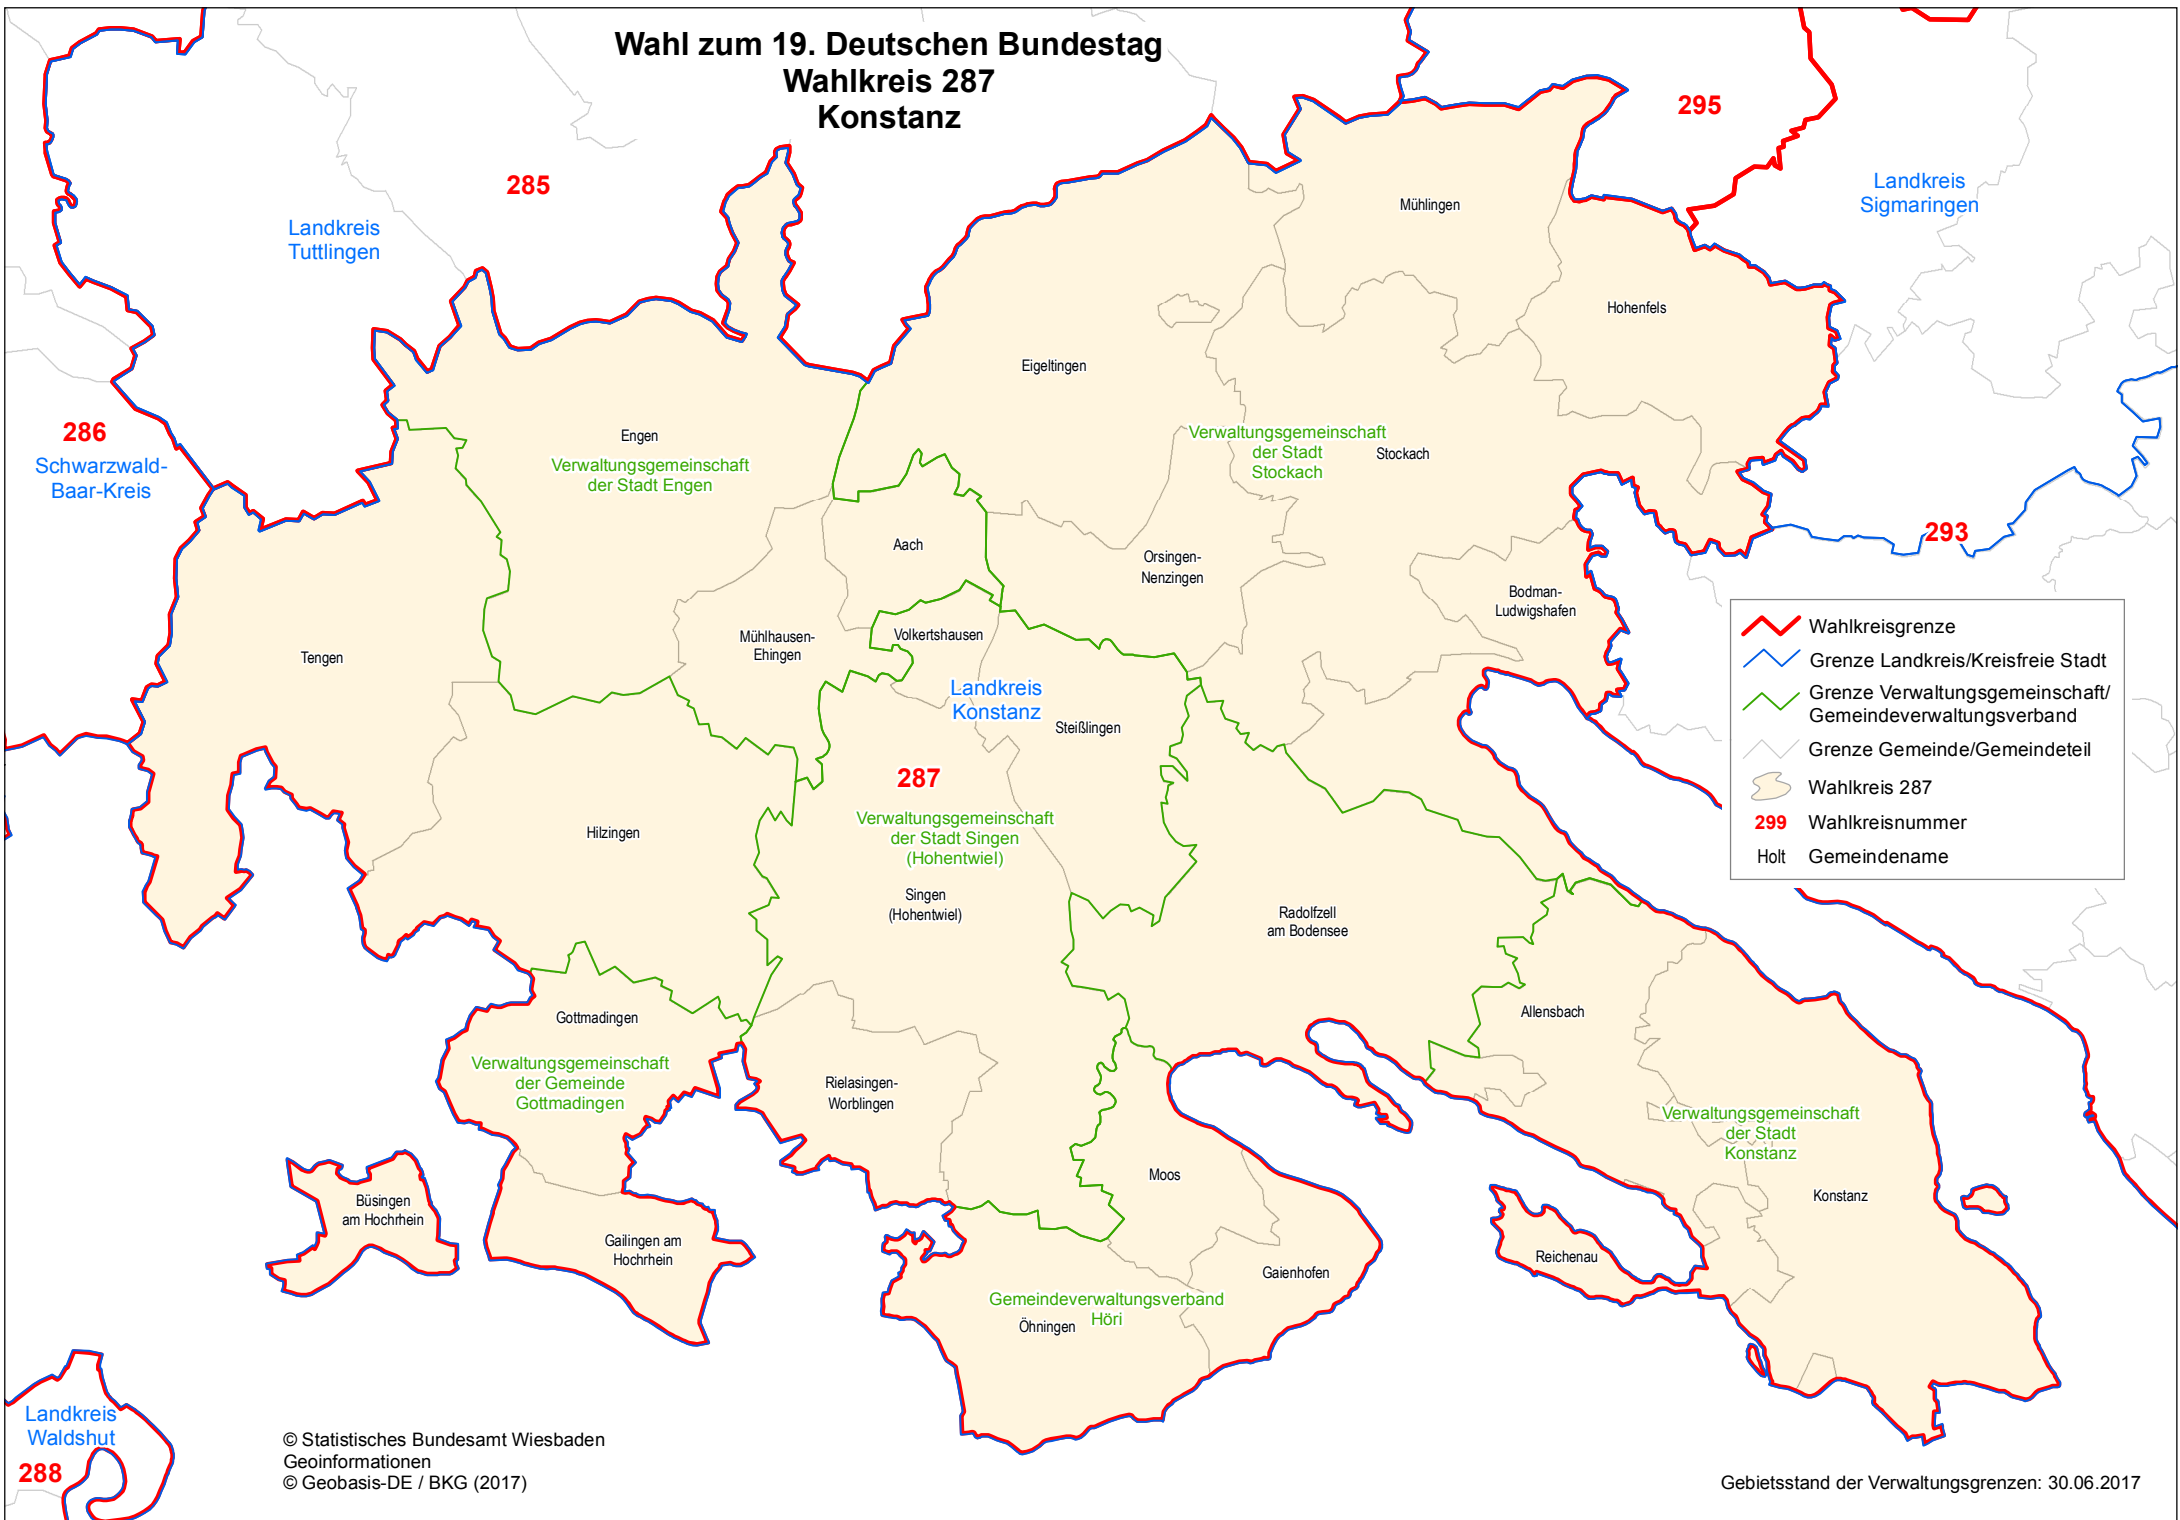 Wahl zum 19. Deutschen Bundestag
Wahlkreis 287
Konstanz
295
285
Landkreis
Sigmaringen
Landkreis
Tuttlingen
Mühlingen
Hohenfels
Eigeltingen
286
Schwarzwald-
Baar-Kreis
Engen
Verwaltungsgemeinschaft
der Stadt Engen
Verwaltungsgemeinschaft
der Stadt
Stockach
Stockach
293
Aach
Orsingen-
Nenzingen
Bodman-
Ludwigshafen
Tengen
Mühlhausen-
Ehingen
Volkertshausen
Landkreis
Konstanz
Steißlingen
287
Verwaltungsgemeinschaft
der Stadt Singen
(Hohentwiel)
Hilzingen
Singen
(Hohentwiel)
Radolfzell
am Bodensee
Wahlkreisgrenze
Grenze Landkreis/Kreisfreie Stadt
Grenze Verwaltungsgemeinschaft/
Gemeindeverwaltungsverband
Grenze Gemeinde/Gemeindeteil
Wahlkreis 287
299 Wahlkreisnummer
Holt Gemeindename
Gottmadingen
Verwaltungsgemeinschaft
der Gemeinde
Gottmadingen
Allensbach
Rielasingen-
Worblingen
Verwaltungsgemeinschaft
der Stadt
Konstanz
Konstanz
Moos
Büsingen
am Hochrhein
Gailingen am
Hochrhein
Reichenau
Gaienhofen
Gemeindeverwaltungsverband
Höri
Öhningen
Landkreis
Waldshut
288
© Statistisches Bundesamt Wiesbaden
Geoinformationen
© Geobasis-DE / BKG (2017)
Gebietsstand der Verwaltungsgrenzen: 30.06.2017